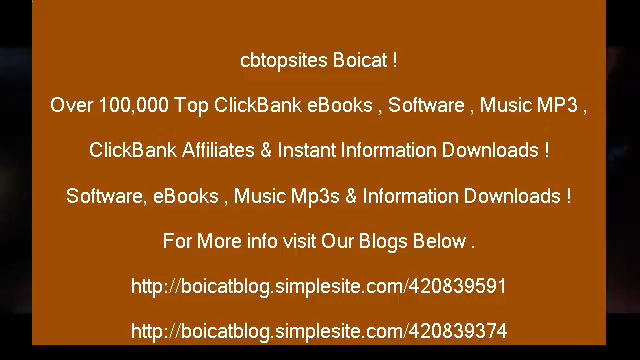 cbtopsites Boicat !
Over 100,000 Top ClickBank eBooks , Software , Music MP3 ,
ClickBank Affiliates & Instant Information Downloads !
Software, eBooks , Music Mp3s & Information Downloads !
For More info visit Our Blogs Below .
http://boicatblog.simplesite.com/420839591
http://boicatblog.simplesite.com/420839374